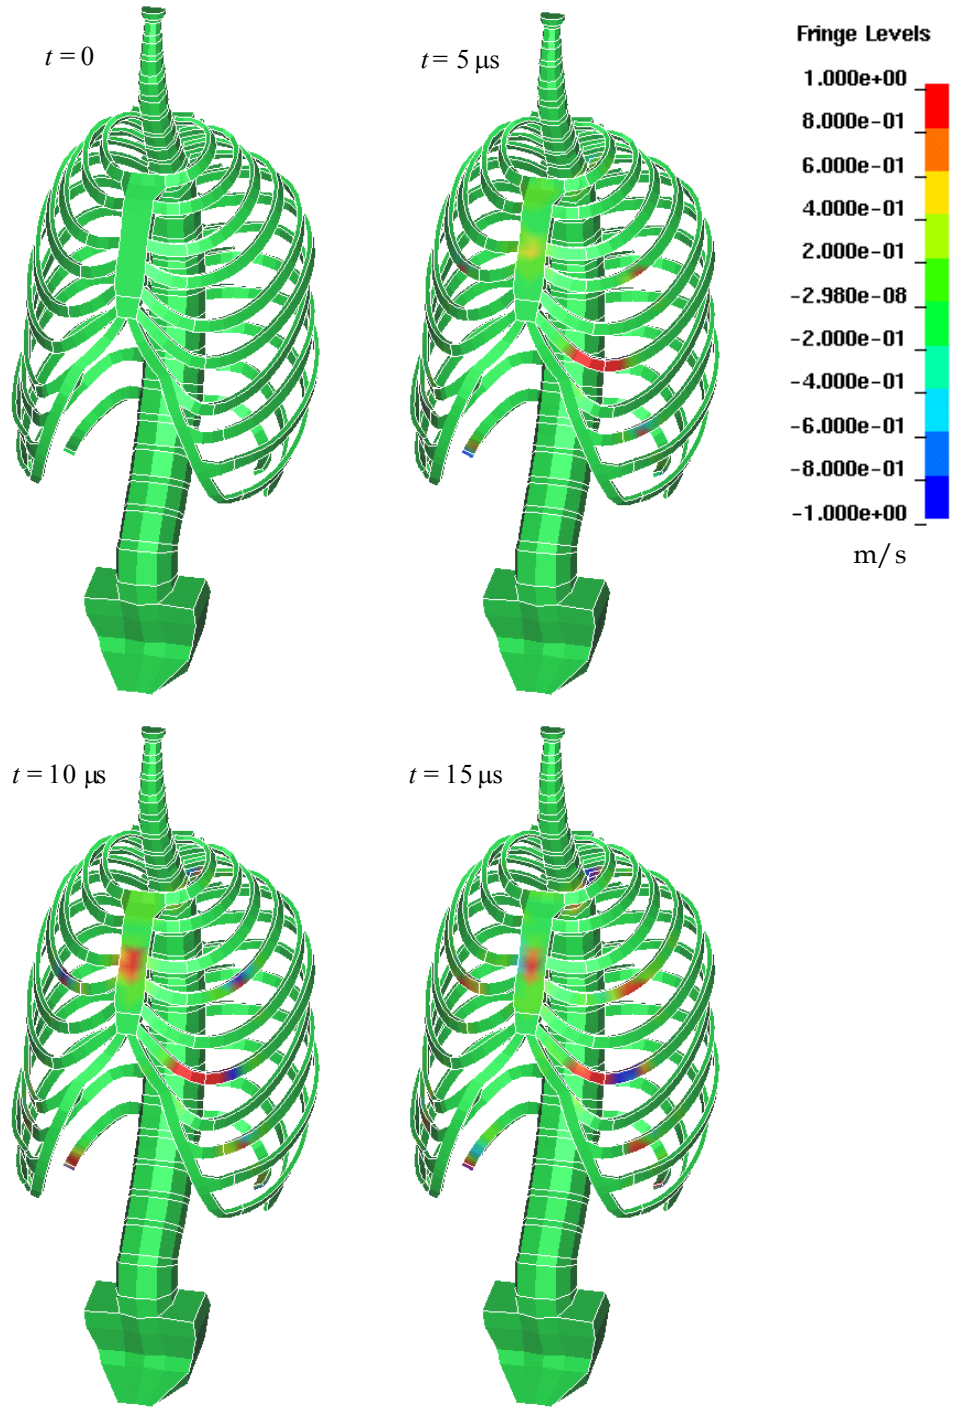 t = 0
t = 5 μs
Fringe Levels
1.000e+00
8.000e-01
6.000e-01
4.000e-01
2.000e-01
-2.980e-08
-2.000e-01
-4.000e-01
-6.000e-01
-8.000e-01
-1.000e+00
m/s
t = 10 μs
t = 15 μs